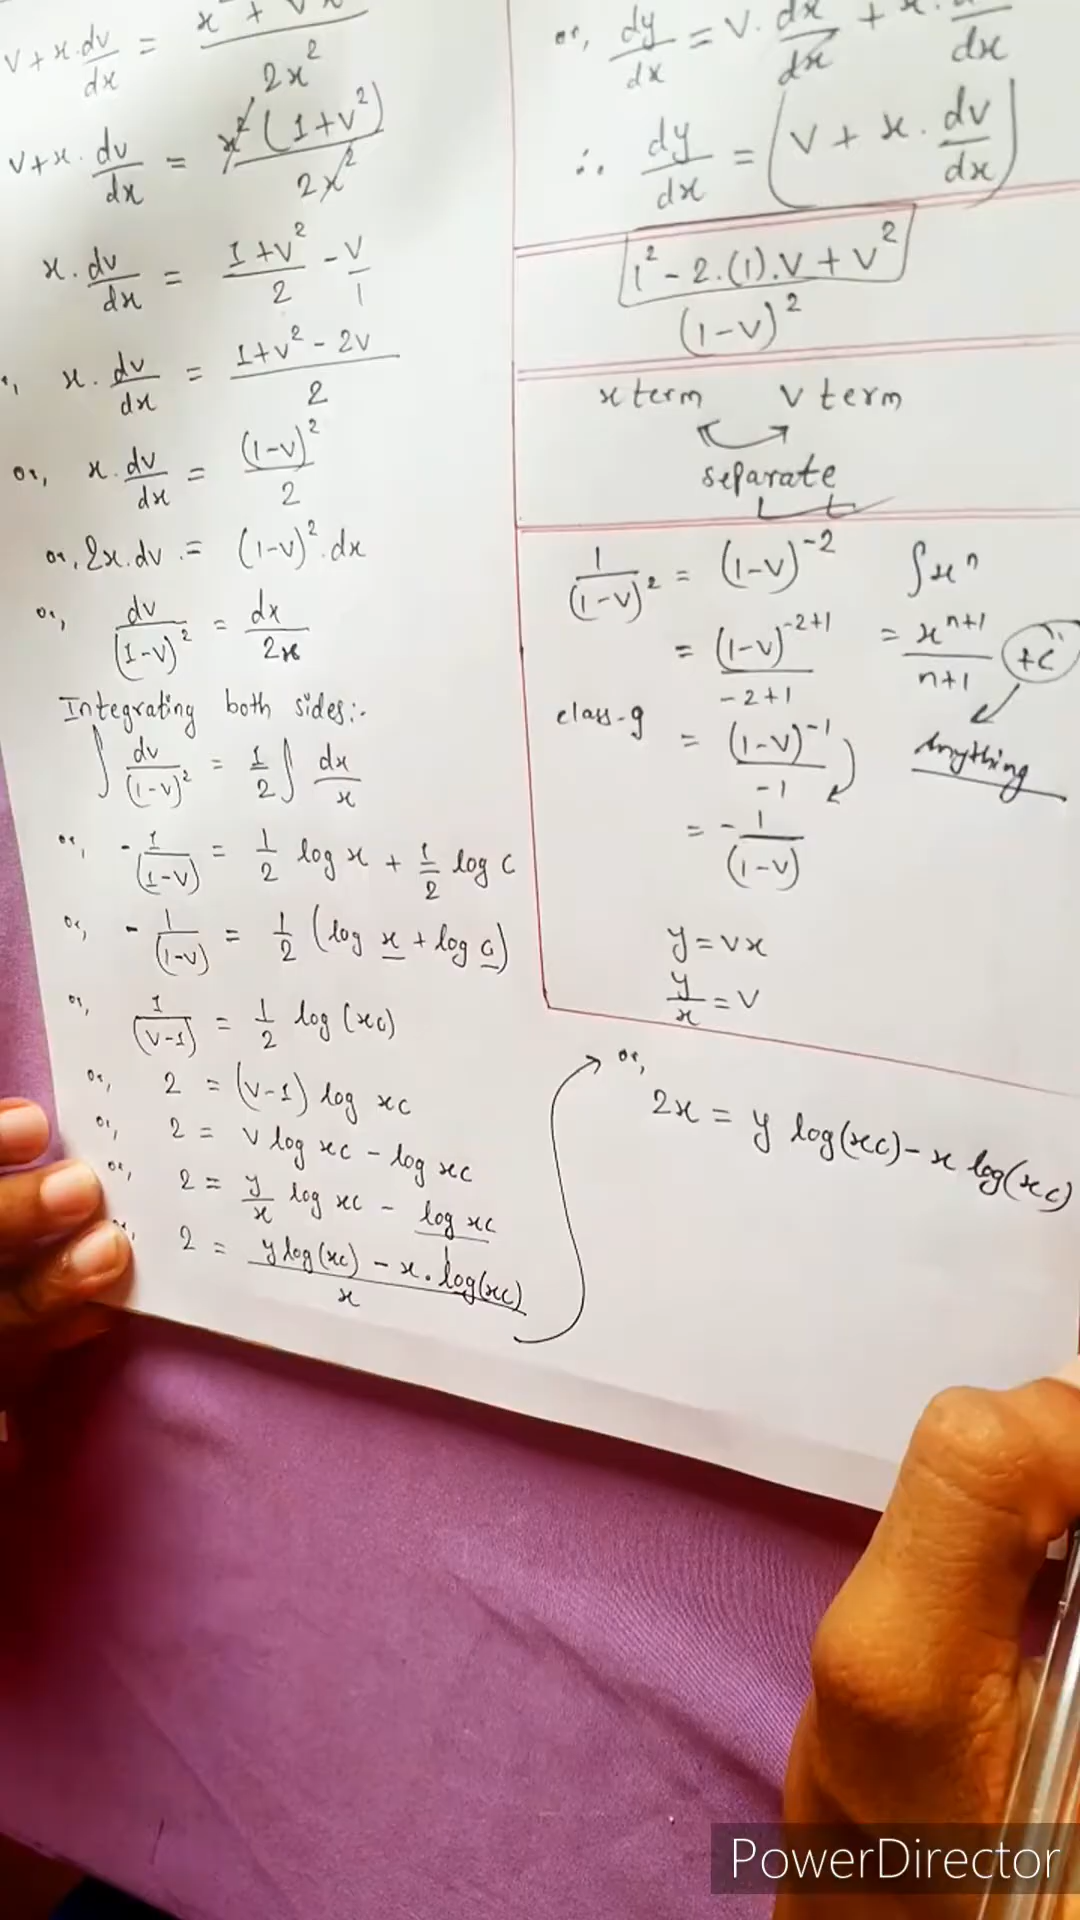 v + x . dv/dx = x² + v²x²/2x²
v + x . dv/dx = x² (1 + v²)/2x²
x . dv/dx = 1 + v²/2 - v/1
x . dv/dx = 1 + v² - 2v/2
or, x . dv/dx = (1-v)²/2
or, 2x . dv = (1-v)² . dx
or, dv/(1-v)² = dx/2x
Integrating both sides:-
∫ dv/(1-v)² = 1/2 ∫ dx/x
or, - 1/(1-v) = 1/2 log x + 1/2 log c
or, - 1/(1-v) = 1/2 (log x + log c)
or, 1/(v-1) = 1/2 log (xc)
or, 2 = (v-1) log xc
or, 2 = v log xc - log xc
or, 2 = y/x log xc - log xc/1
2 = y log(xc) - x . log(xc)/x
or, dy/dx = v . dx/dx + x . dv/dx
∴ dy/dx = (v + x . dv/dx)
1² - 2.(1).v + v²
(1-v)²
x term v term
separate
1/(1-v)² = (1-v)⁻²
= (1-v)⁻²⁺¹/-2+1
class-9
= (1-v)⁻¹/-1
= - 1/(1-v)
∫xⁿ
= xⁿ⁺¹/n+1 + c
Anything
y = vx
y/x = v
or,
2x = y log(xc) - x log(xc)
PowerDirector